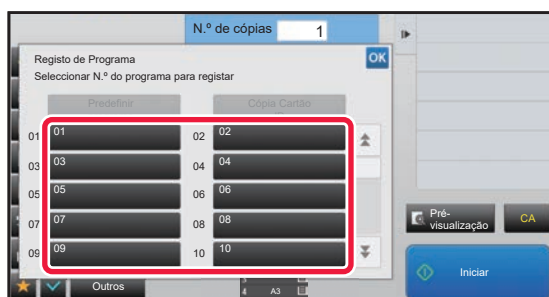 N.º de cópias 1
Registo de Programa
OK
Seleccionar N.º do programa para registar
Predefinir
Cópia Cartão
01 01 02 02
03 03 04 04
05 05 06 06
07 07 08 08
09 09 10 10
Pré-
visualização
CA
Outros
4 A3
Iniciar